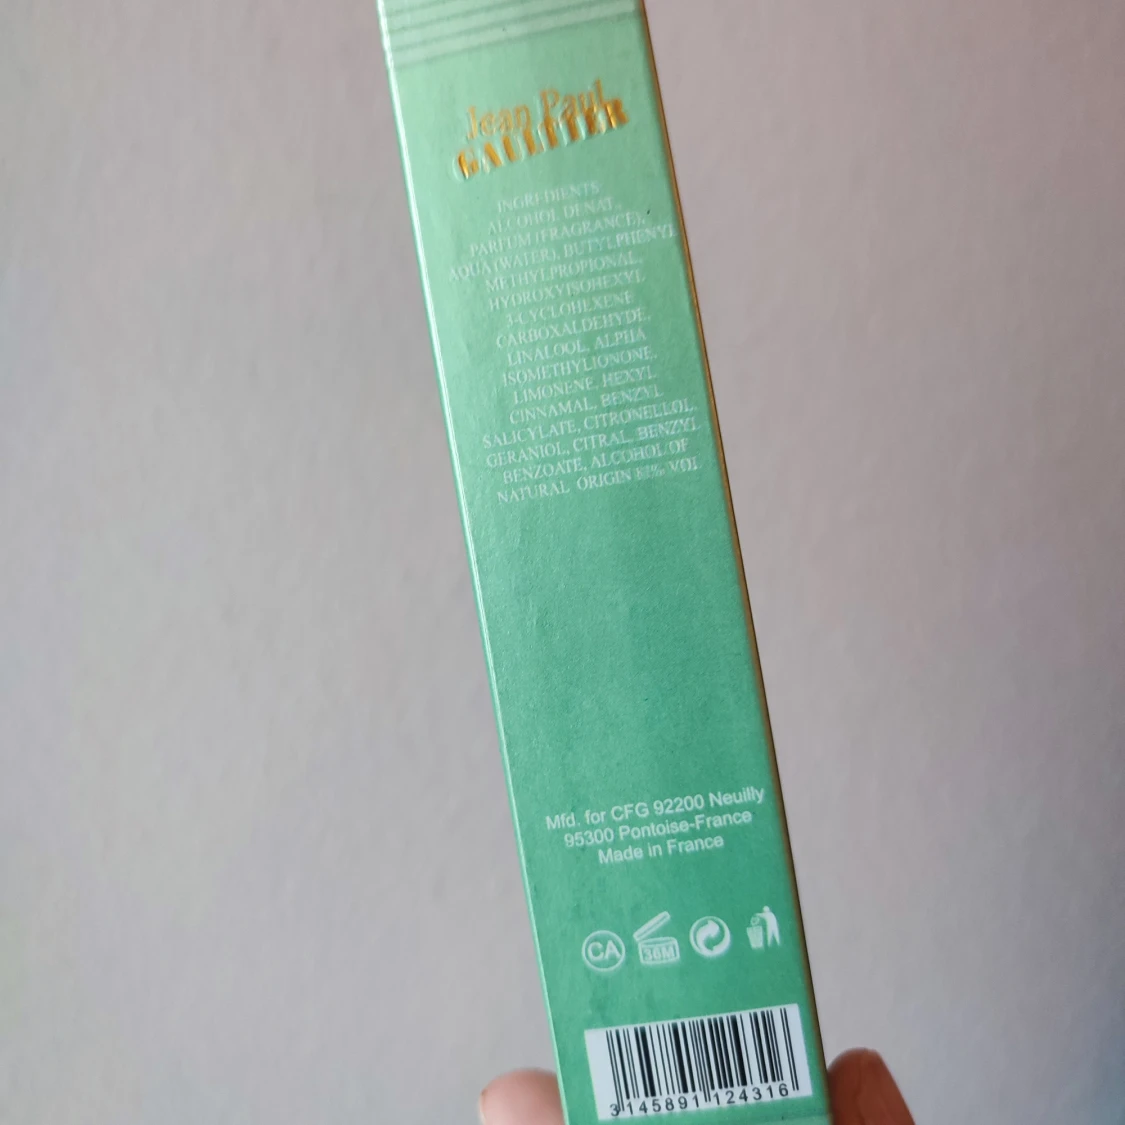 Jean Paul
GAULTIER
INGREDIENTS
ALCOHOL DENAT.,
PARFUM (FRAGRANCE),
AQUA (WATER), BUTYLPHENYL
METHYLPROPIONAL,
HYDROXYISOHEXYL
3-CYCLOHEXENE
CARBOXALDEHYDE,
LINALOOL, ALPHA
ISOMETHYLIONONE,
LIMONENE, HEXYL
CINNAMAL, BENZYL
SALICYLATE, CITRONELLOL,
GERANIOL, CITRAL, BENZYL
BENZOATE, ALCOHOL OF
NATURAL ORIGIN VOL
Mfd. for CFG 92200 Neuilly
95300 Pontoise-France
Made in France
CA 36M
3 145891 124316